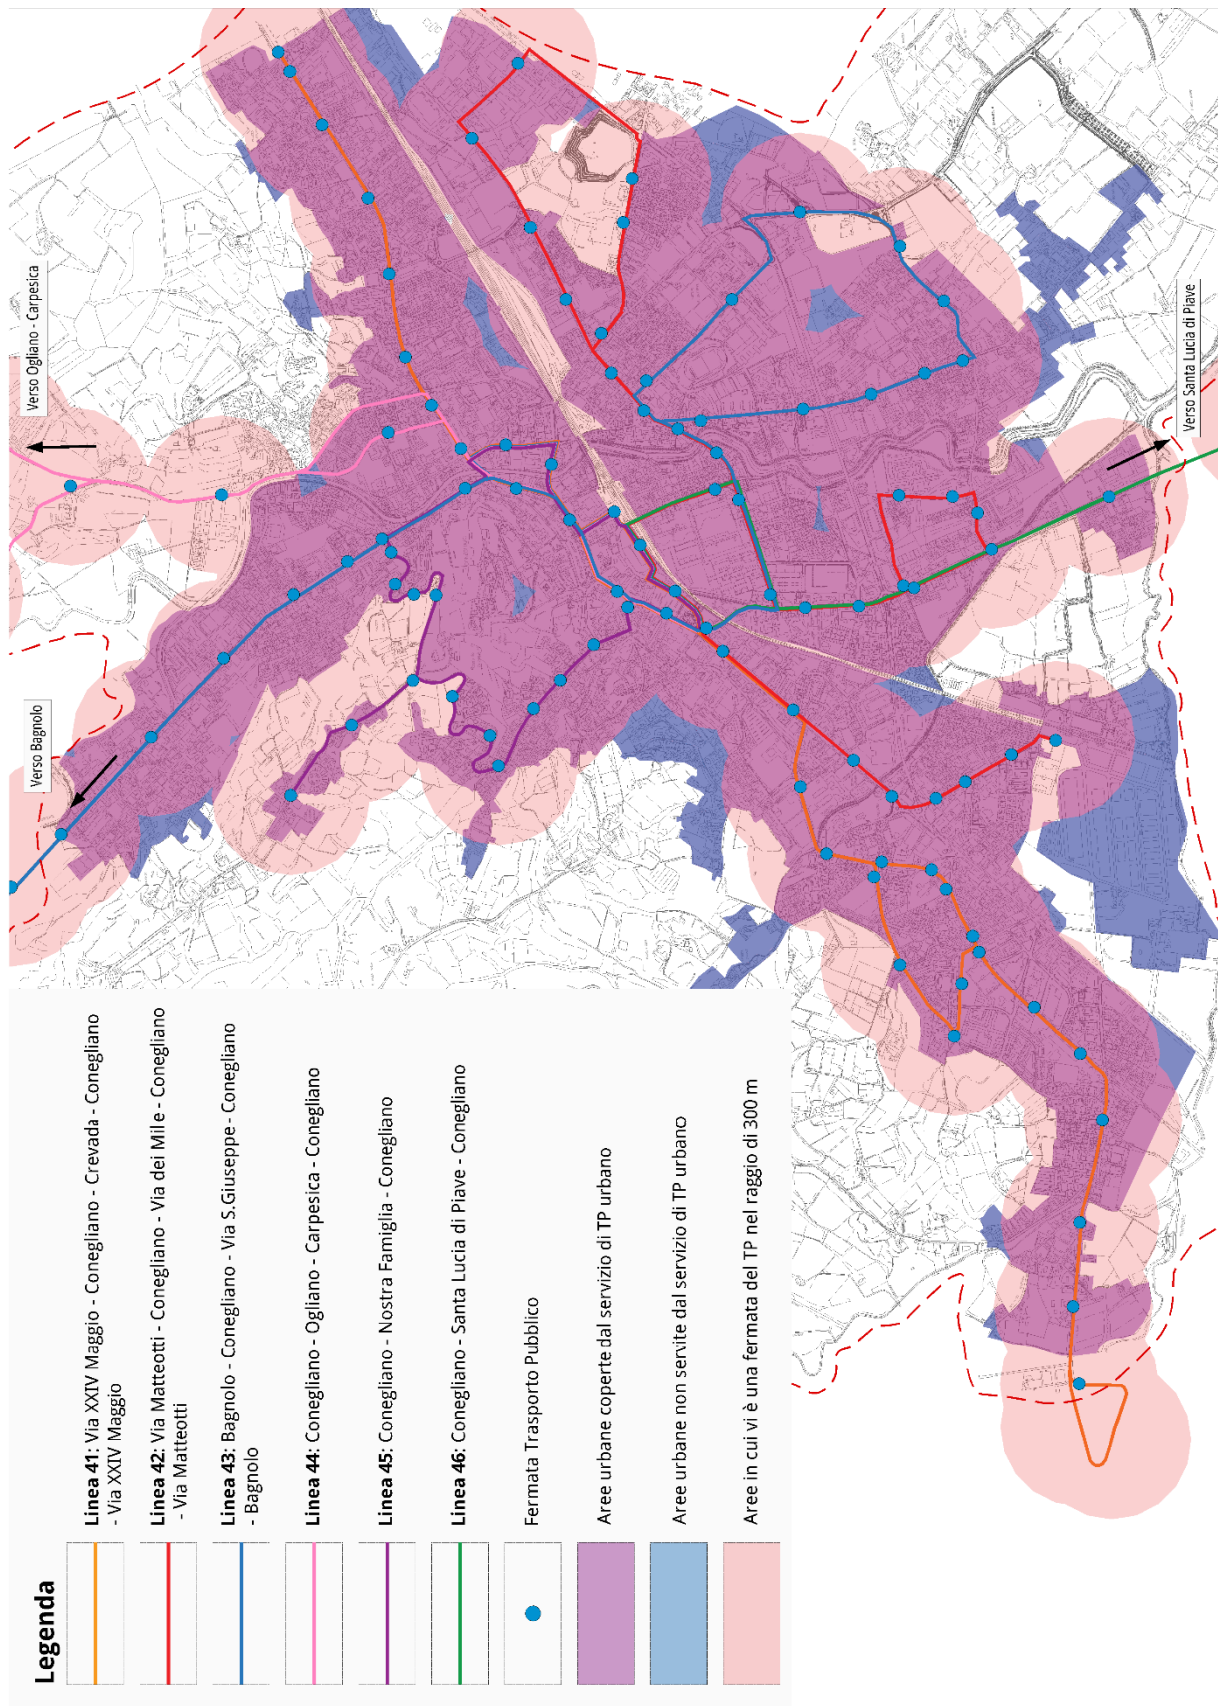 Verso Ogliano - Carpesica
Verso Bagnolo
Verso Santa Lucia di Piave
Legenda
Linea 41: Via XXIV Maggio - Conegliano - Crevada - Conegliano
- Via XXIV Maggio
Linea 42: Via Matteotti - Conegliano - Via dei Mille - Conegliano
- Via Matteotti
Linea 43: Bagnolo - Conegliano - Via S.Giuseppe - Conegliano
- Bagnolo
Linea 44: Conegliano - Ogliano - Carpesica - Conegliano
Linea 45: Conegliano - Nostra Famiglia - Conegliano
Linea 46: Conegliano - Santa Lucia di Piave - Conegliano
Fermata Trasporto Pubblico
Aree urbane coperte dal servizio di TP urbano
Aree urbane non servite dal servizio di TP urbano
Aree in cui vi è una fermata del TP nel raggio di 300 m